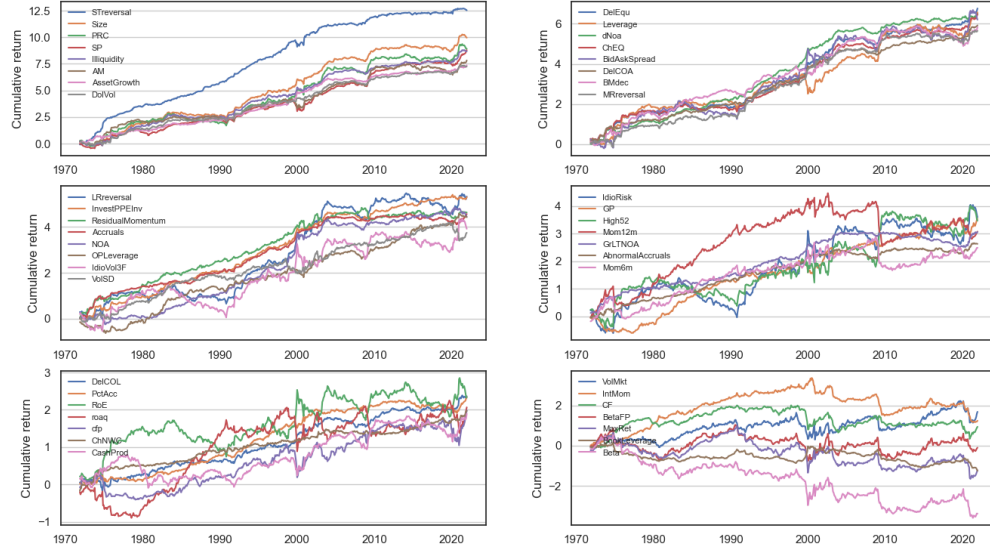 Cumulative return
12.5
10.0
7.5
5.0
2.5
0.0
STreversal
Size
PRC
SP
Illiquidity
AM
AssetGrowth
DolVol
1970 1980 1990 2000 2010 2020
Cumulative return
6
4
2
0
DelEqu
Leverage
dNoa
ChEQ
BidAskSpread
DelCOA
BMdec
MRreversal
1970 1980 1990 2000 2010 2020
Cumulative return
4
2
0
LRreversal
InvestPPEInv
ResidualMomentum
Accruals
NOA
OPLeverage
IdioVol3F
VolSD
1970 1980 1990 2000 2010 2020
Cumulative return
4
3
2
1
0
IdioRisk
GP
High52
Mom12m
GrLTNOA
AbnormalAccruals
Mom6m
1970 1980 1990 2000 2010 2020
Cumulative return
3
2
1
0
−1
DelCOL
PctAcc
RoE
roaq
cfp
ChNWC
CashProd
1970 1980 1990 2000 2010 2020
Cumulative return
2
0
−2
VolMkt
IntMom
CF
BetaFP
MaxRet
BookLeverage
Beta
1970 1980 1990 2000 2010 2020